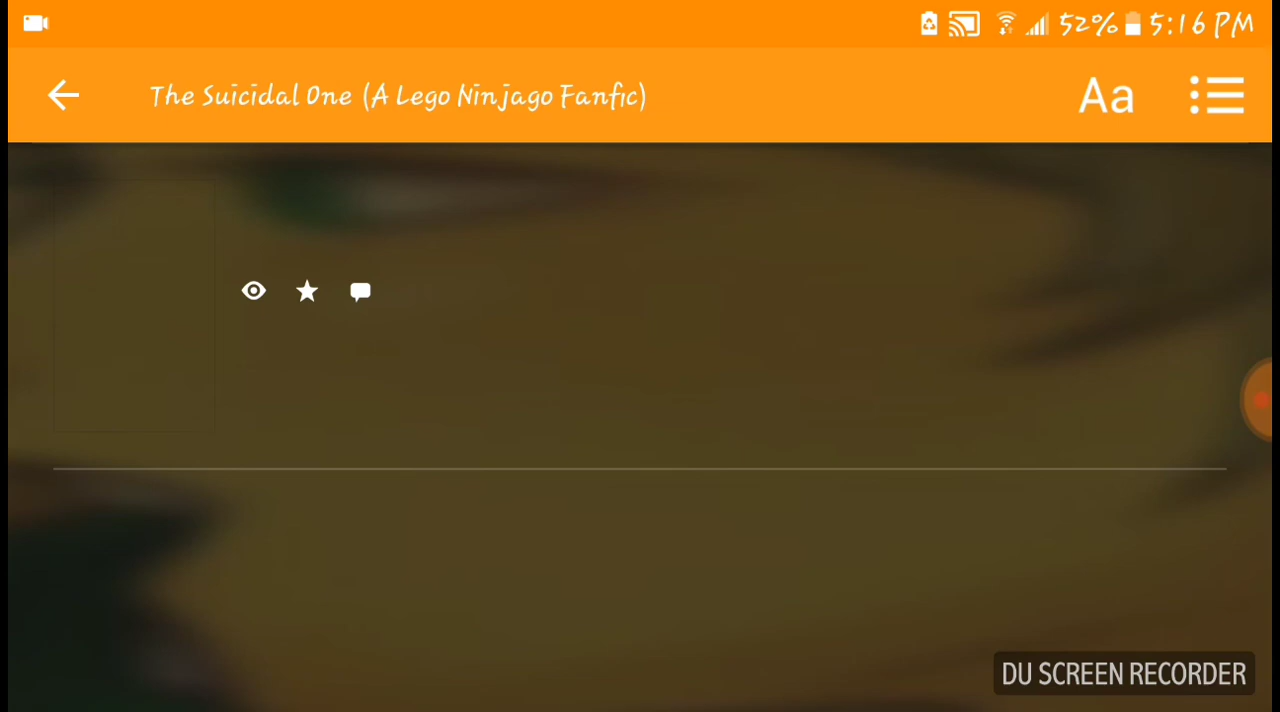 52% 5:16 PM
The Suicidal One (A Lego Ninjago Fanfic)
Aa
DU SCREEN RECORDER